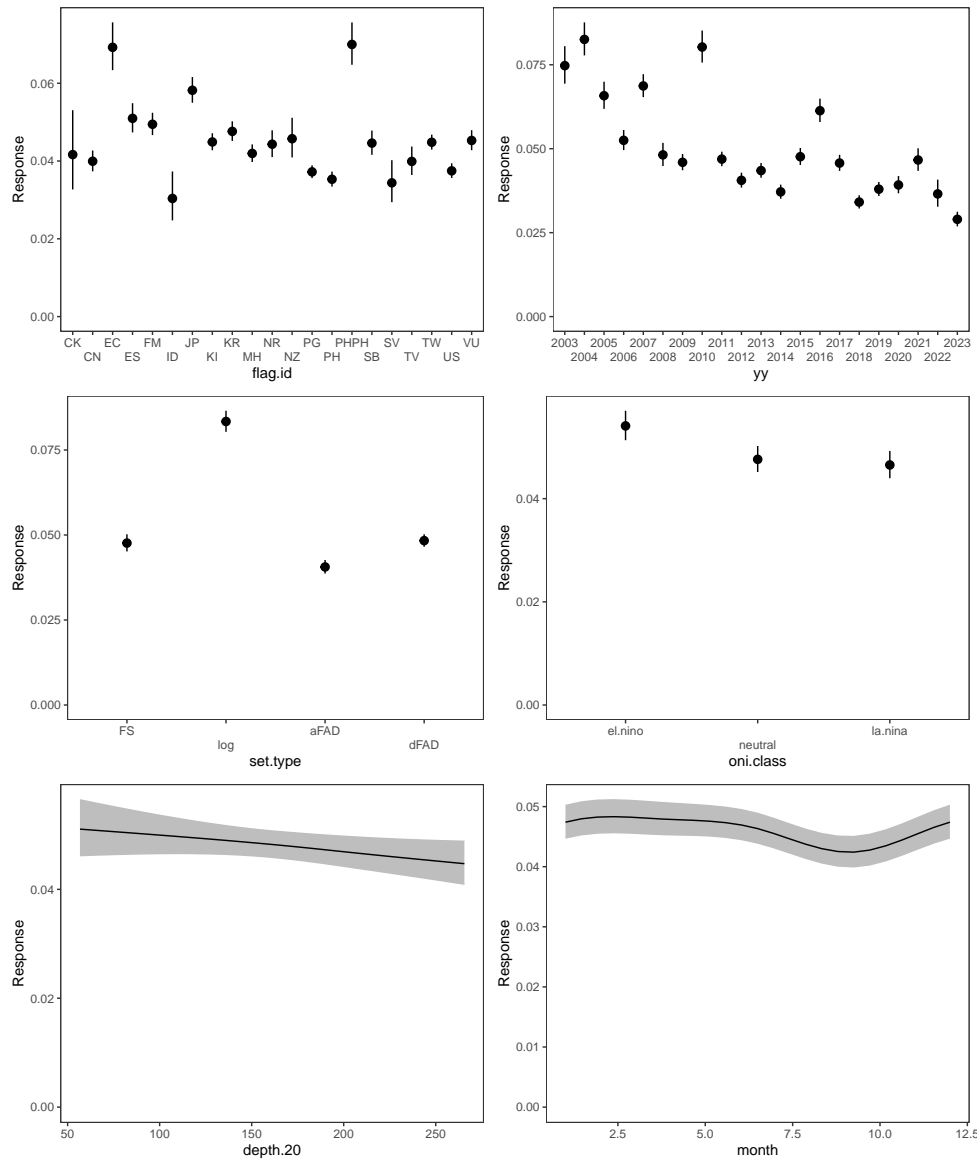 Response
0.06
0.04
0.02
0.00
CK EC FM JP KR NR PG PHPH SV TW VU
CN ES ID KI MH NZ PH SB TV US
flag.id
Response
0.075
0.050
0.025
0.000
2003 2005 2007 2009 2011 2013 2015 2017 2019 2021 2023
2004 2006 2008 2010 2012 2014 2016 2018 2020 2022
yy
Response
0.075
0.050
0.025
0.000
FS aFAD
log dFAD
set.type
Response
0.04
0.02
0.00
el.nino la.nina
neutral
oni.class
Response
0.04
0.02
0.00
50 100 150 200 250
depth.20
Response
0.05
0.04
0.03
0.02
0.01
0.00
2.5 5.0 7.5 10.0 12.5
month